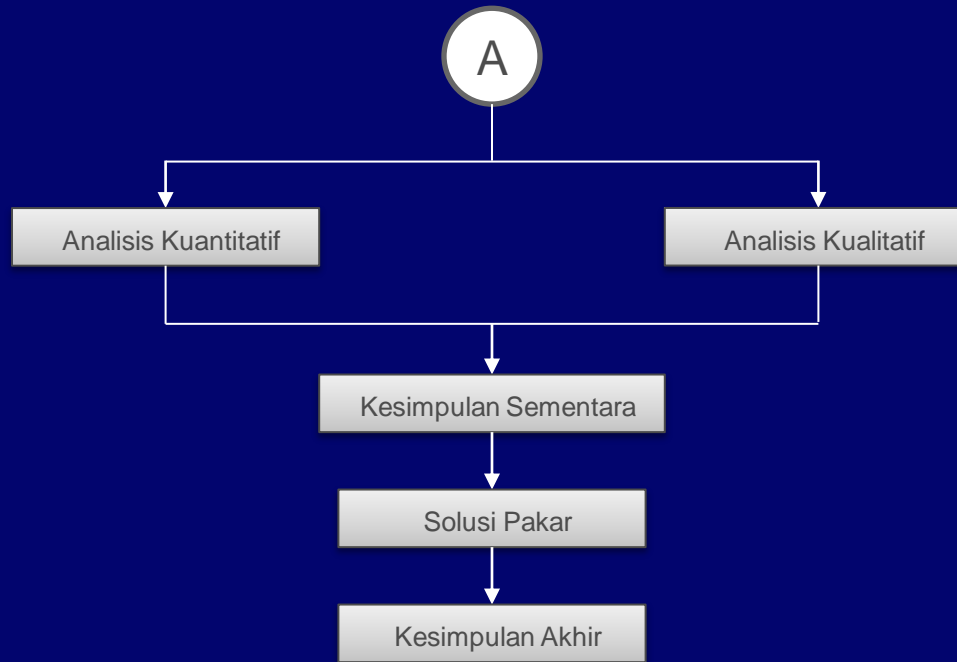 A
Analisis Kuantitatif
Analisis Kualitatif
Kesimpulan Sementara
Solusi Pakar
Kesimpulan Akhir